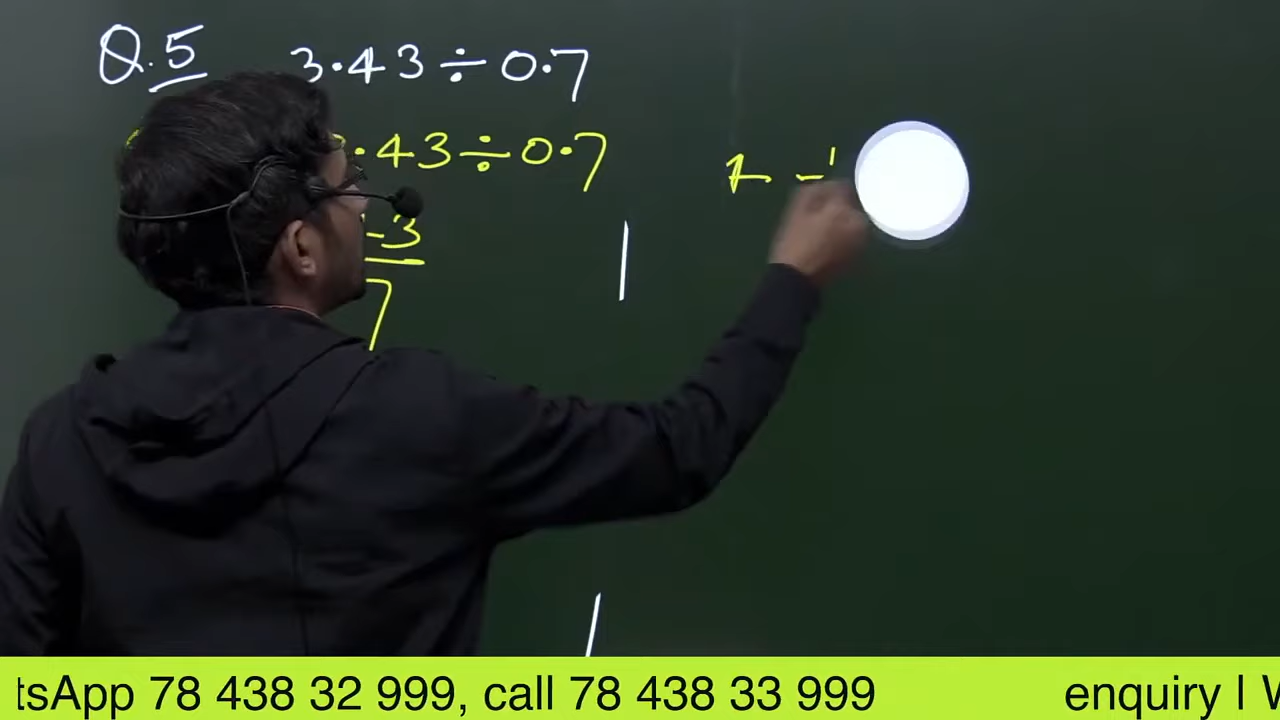 Q.5 3.43÷0.7
.43÷0.7
-3
7
tsApp 78 438 32 999, call 78 438 33 999 enquiry I